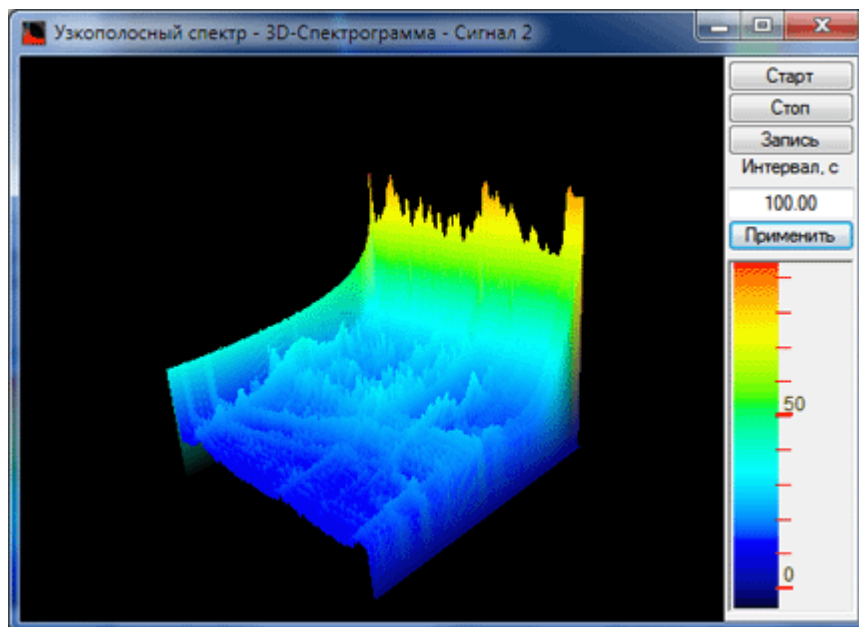 Узкополосный спектр - 3D-Спектрограмма - Сигнал 2
Старт
Стоп
Запись
Интервал, с
100.00
Применить
50
0